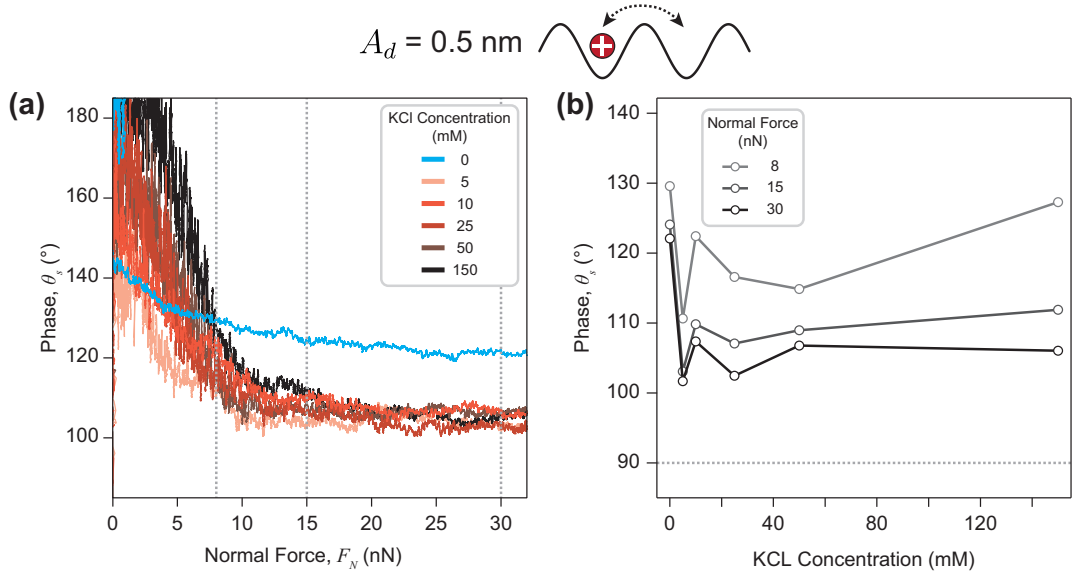 A_d = 0.5 nm
(a)
180
160
140
120
100
Phase, θ_s (°)
KCl Concentration
(mM)
0
5
10
25
50
150
0
5
10
15
20
25
30
Normal Force, F_N (nN)
(b)
140
130
120
110
100
90
Phase, θ_s (°)
Normal Force
(nN)
8
15
30
0
40
80
120
KCL Concentration (mM)